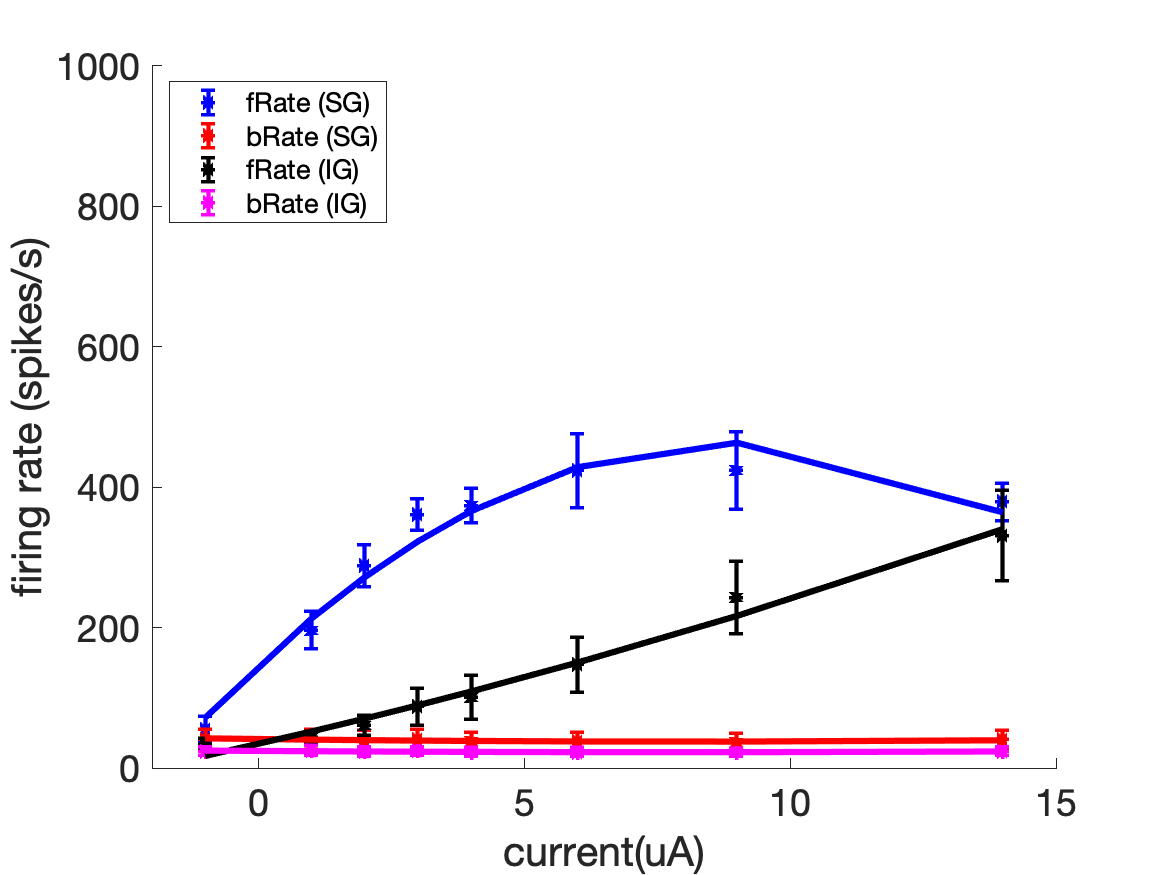 1000
800
600
400
200
0
fRate (SG)
bRate (SG)
fRate (IG)
bRate (IG)
firing rate (spikes/s)
0 5 10 15
current(uA)